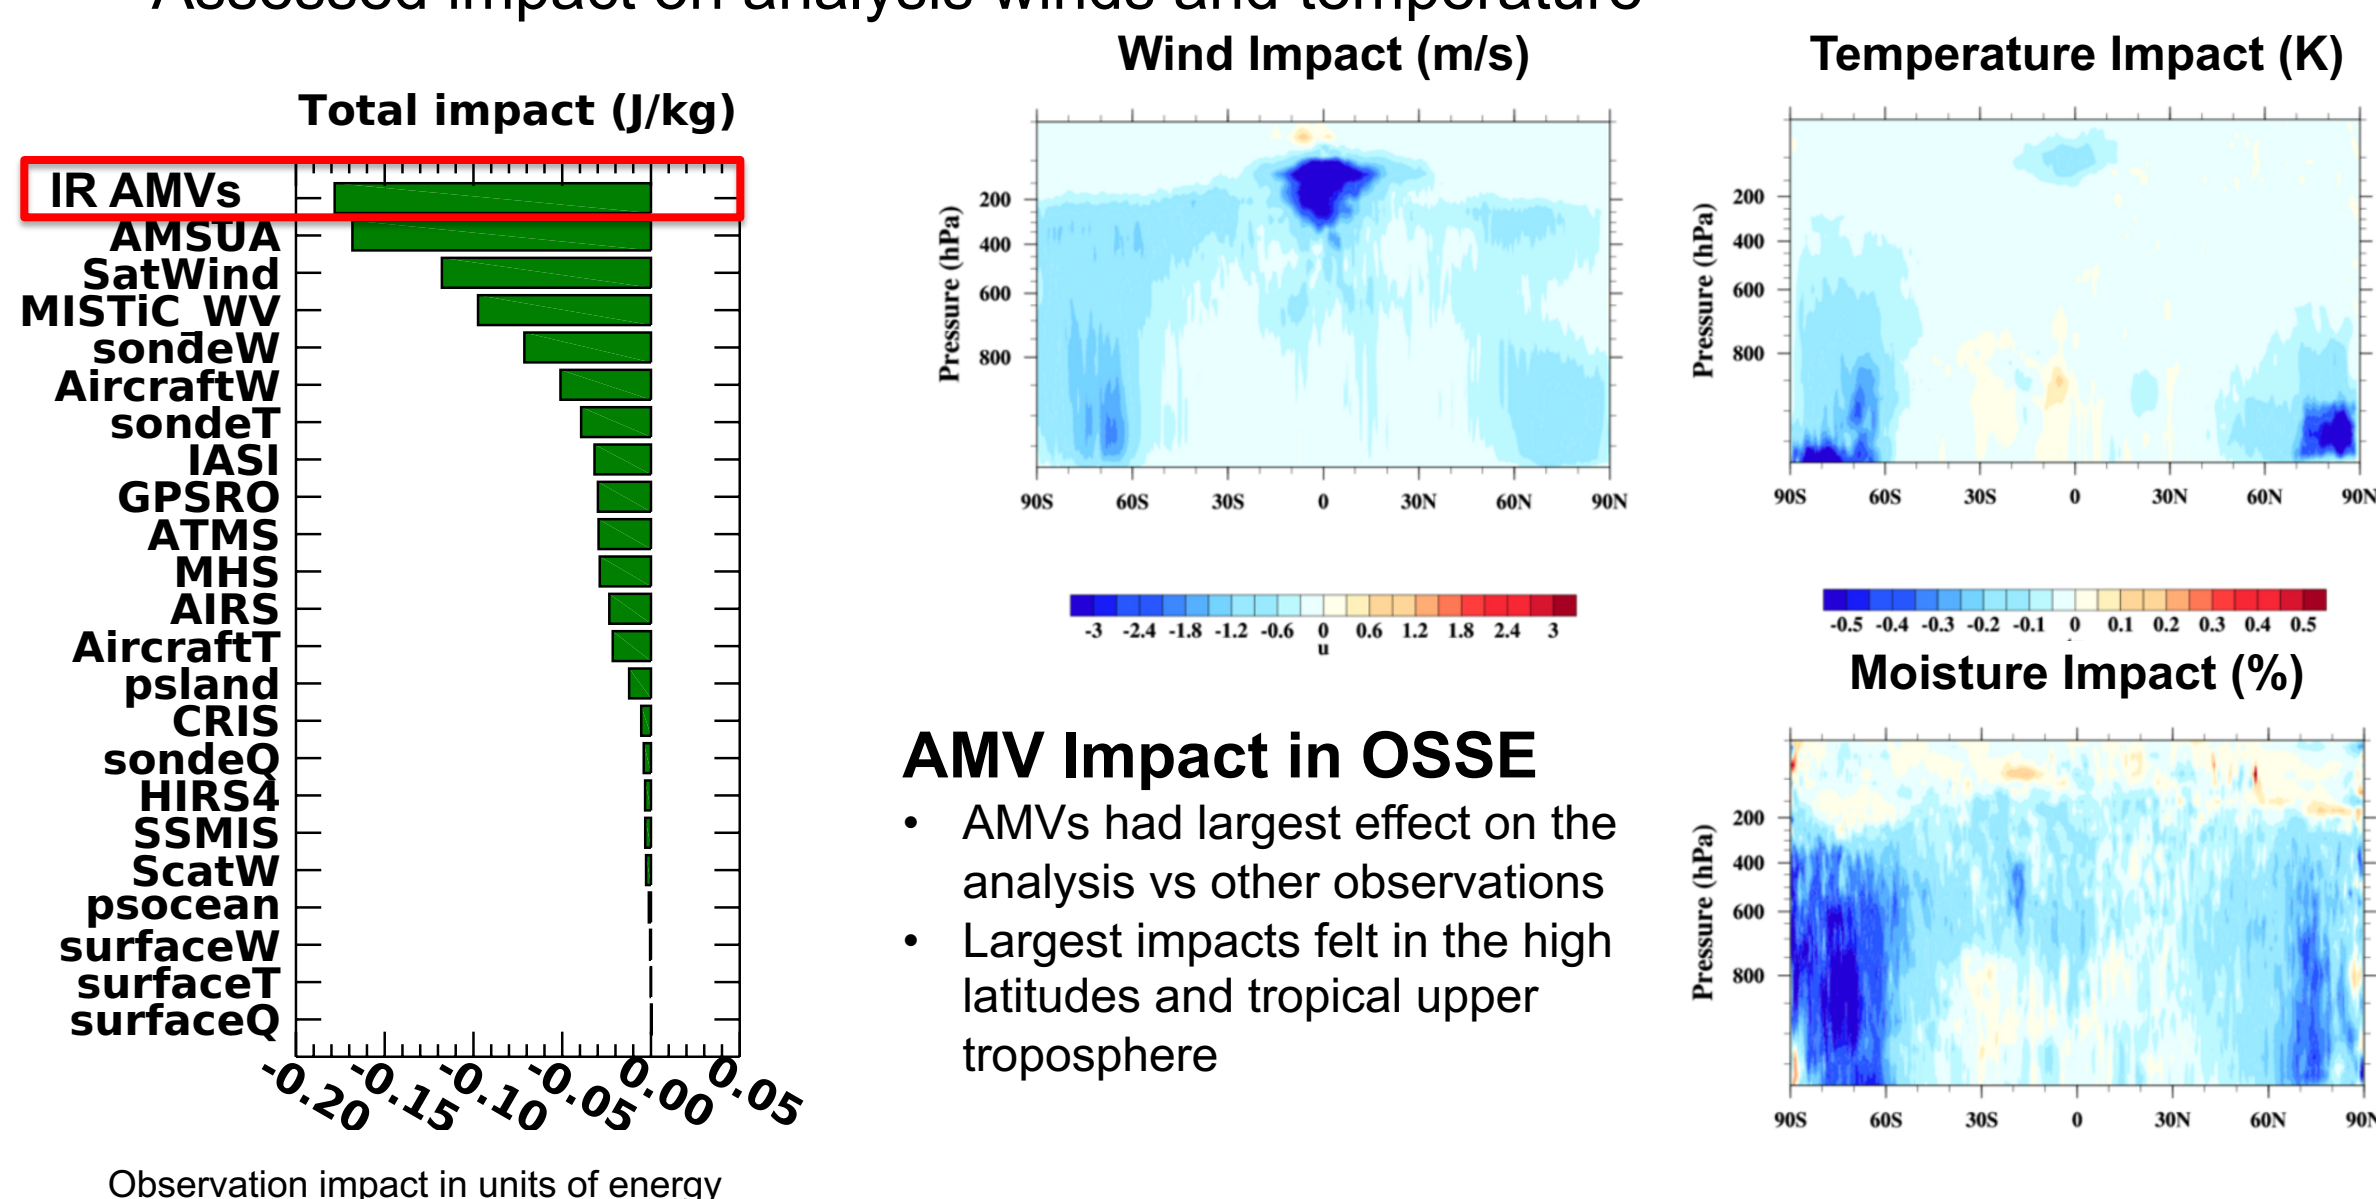 Assessed impact on analysis winds and temperature
Total impact (J/kg)
IR AMVs
AMSUA
SatWind
MISTiC_WV
sondeW
AircraftW
sondeT
IASI
GPSRO
ATMS
MHS
AIRS
AircraftT
psland
CRIS
sondeQ
HIRS4
SSMIS
ScatW
psocean
surfaceW
surfaceT
surfaceQ
-0.20 -0.15 -0.10 -0.05 0.00 0.05
Observation impact in units of energy
Wind Impact (m/s)
Pressure (hPa)
200
400
600
800
90S 60S 30S 0 30N 60N 90N
-3 -2.4 -1.8 -1.2 -0.6 0 0.6 1.2 1.8 2.4 3
u
Temperature Impact (K)
Pressure (hPa)
200
400
600
800
90S 60S 30S 0 30N 60N 90N
-0.5 -0.4 -0.3 -0.2 -0.1 0 0.1 0.2 0.3 0.4 0.5
AMV Impact in OSSE
• AMVs had largest effect on the
analysis vs other observations
• Largest impacts felt in the high
latitudes and tropical upper
troposphere
Moisture Impact (%)
Pressure (hPa)
200
400
600
800
90S 60S 30S 0 30N 60N 90N